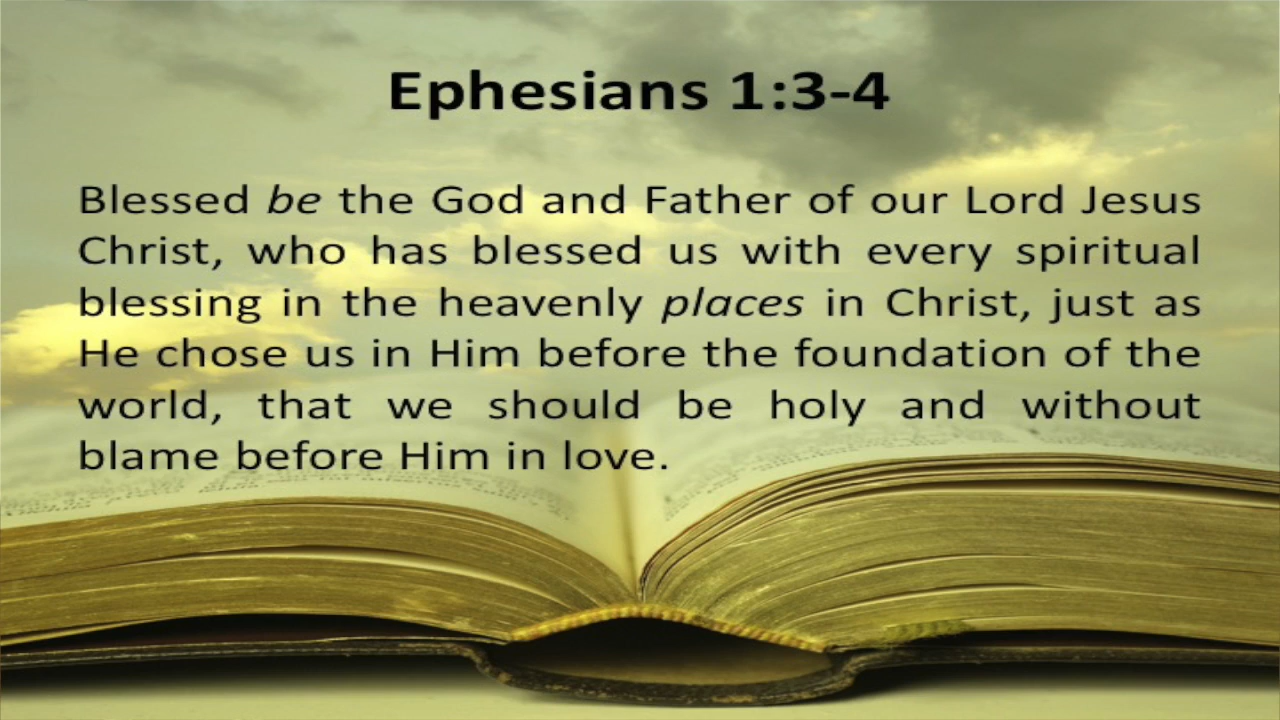 Ephesians 1:3-4
Blessed be the God and Father of our Lord Jesus
Christ, who has blessed us with every spiritual
blessing in the heavenly places in Christ, just as
He chose us in Him before the foundation of the
world, that we should be holy and without
blame before Him in love.